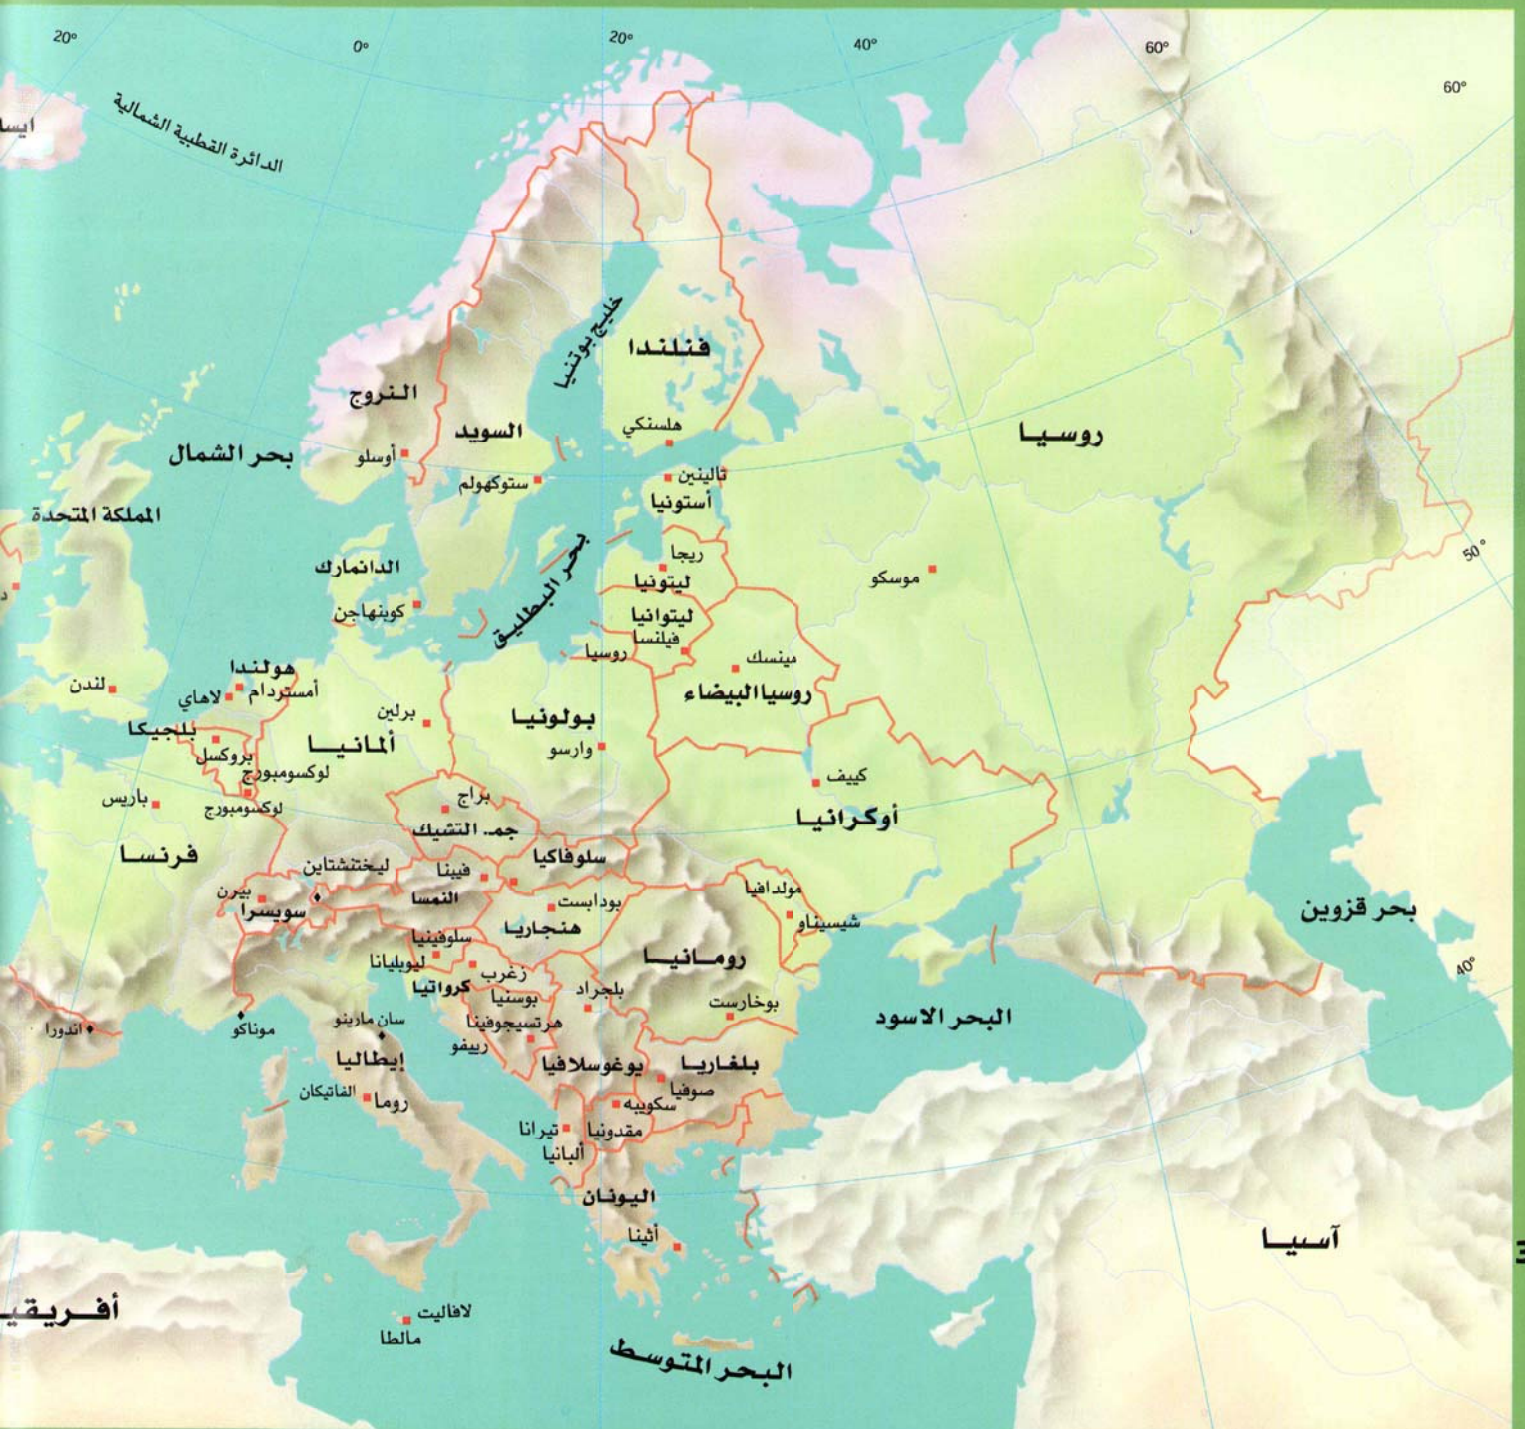 20°
0°
20°
40°
60°
60°
الدائرة القطبية الشمالية
خليج بوتنيا
فنلندا
النروج
السويد
هلسنكي
روسيا
بحر الشمال
أوسلو
ستوكهولم
تالينين
أستونيا
المملكة المتحدة
50°
ريجا
الدانمارك
ليتونيا
موسكو
بحر البطليق
كوبنهاجن
ليتوانيا
فيلنسا
روسيا
مينسك
هولندا
لندن
لاهاي
أمستردام
روسيا البيضاء
برلين
بلجيكا
بولونيا
ألمانيا
وارسو
بروكسل
لوكسومبورج
كييف
باريس
لوكسومبورج
براج
أوكرانيا
جمـ. التشيك
فرنسا
سلوفاكيا
ليختنشتاين
فيينا
مولدافيا
بيرن
النمسا
بودابست
سويسرا
شيسيناو
بحر قزوين
هنجاريا
سلوفينيا
رومانيا
ليوبليانا
زغرب
40°
كرواتيا
بلجراد
بوسنيا
بوخارست
البحر الاسود
اندورا
موناكو
سان مارينو
هرتسيجوفينا
رييفو
إيطاليا
يوغوسلافيا
بلغاريا
الفاتيكان
روما
صوفيا
سكوبيه
تيرانا
مقدونيا
ألبانيا
اليونان
أثينا
آسيا
3
أفريقيـ
لافاليت
مالطا
البحر المتوسط